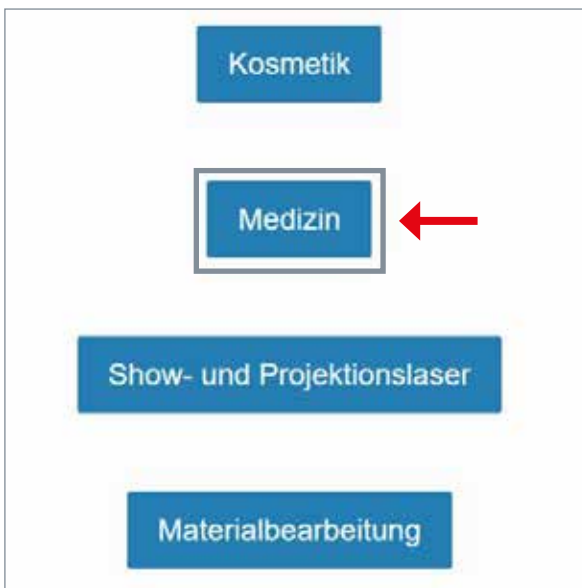 Kosmetik
Medizin
Show- und Projektionslaser
Materialbearbeitung